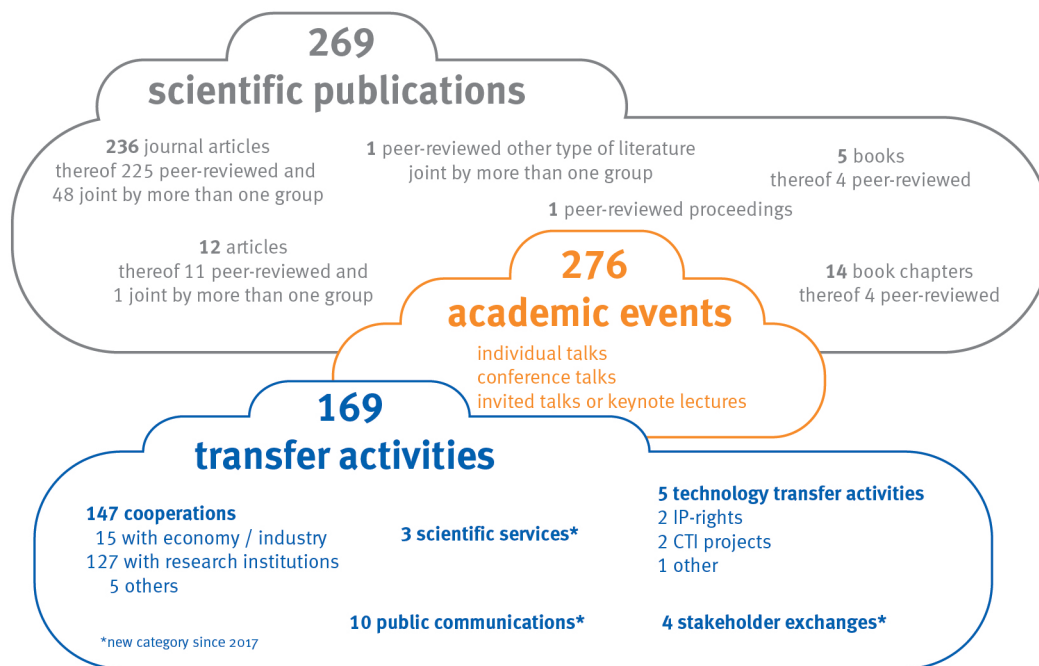 269
scientific publications
236 journal articles
thereof 225 peer-reviewed and
48 joint by more than one group
1 peer-reviewed other type of literature
joint by more than one group
5 books
thereof 4 peer-reviewed
1 peer-reviewed proceedings
12 articles
thereof 11 peer-reviewed and
1 joint by more than one group
14 book chapters
thereof 4 peer-reviewed
276
academic events
individual talks
conference talks
invited talks or keynote lectures
169
transfer activities
147 cooperations
15 with economy / industry
127 with research institutions
5 others
3 scientific services*
5 technology transfer activities
2 IP-rights
2 CTI projects
1 other
10 public communications*
4 stakeholder exchanges*
*new category since 2017